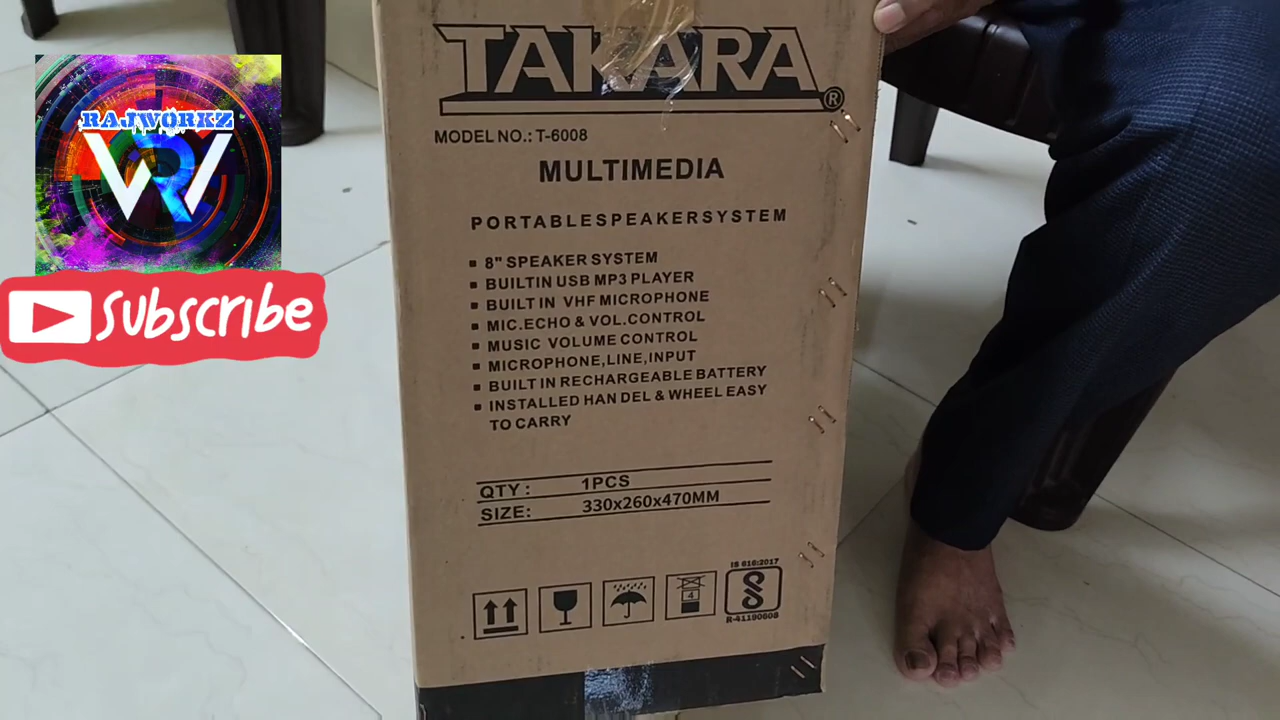 TAKARA®
MODEL NO.: T-6008
MULTIMEDIA
PORTABLESPEAKERSYSTEM
8" SPEAKER SYSTEM
BUILTIN USB MP3 PLAYER
BUILT IN VHF MICROPHONE
MIC.ECHO & VOL.CONTROL
MUSIC VOLUME CONTROL
MICROPHONE,LINE,INPUT
BUILT IN RECHARGEABLE BATTERY
INSTALLED HAN DEL & WHEEL EASY
TO CARRY
QTY : 1PCS
SIZE: 330x260x470MM
4
IS 616:2017
R-41190608
RAJWORKZ
RW
Subscribe